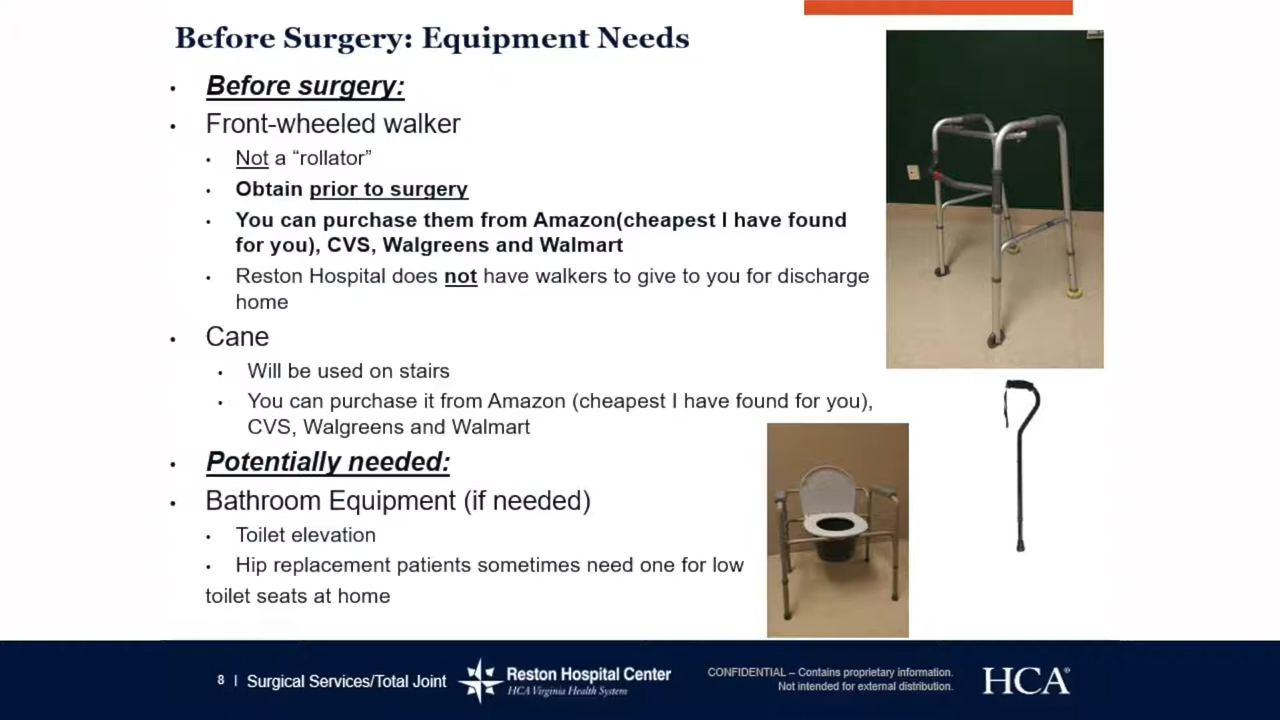 Before Surgery: Equipment Needs
• Before surgery:
• Front-wheeled walker
• Not a “rollator”
• Obtain prior to surgery
• You can purchase them from Amazon(cheapest I have found
for you), CVS, Walgreens and Walmart
• Reston Hospital does not have walkers to give to you for discharge
home
• Cane
• Will be used on stairs
• You can purchase it from Amazon (cheapest I have found for you),
CVS, Walgreens and Walmart
• Potentially needed:
• Bathroom Equipment (if needed)
• Toilet elevation
• Hip replacement patients sometimes need one for low
toilet seats at home
8 | Surgical Services/Total Joint
Reston Hospital Center
HCA Virginia Health System
CONFIDENTIAL – Contains proprietary information.
Not intended for external distribution.
HCA®